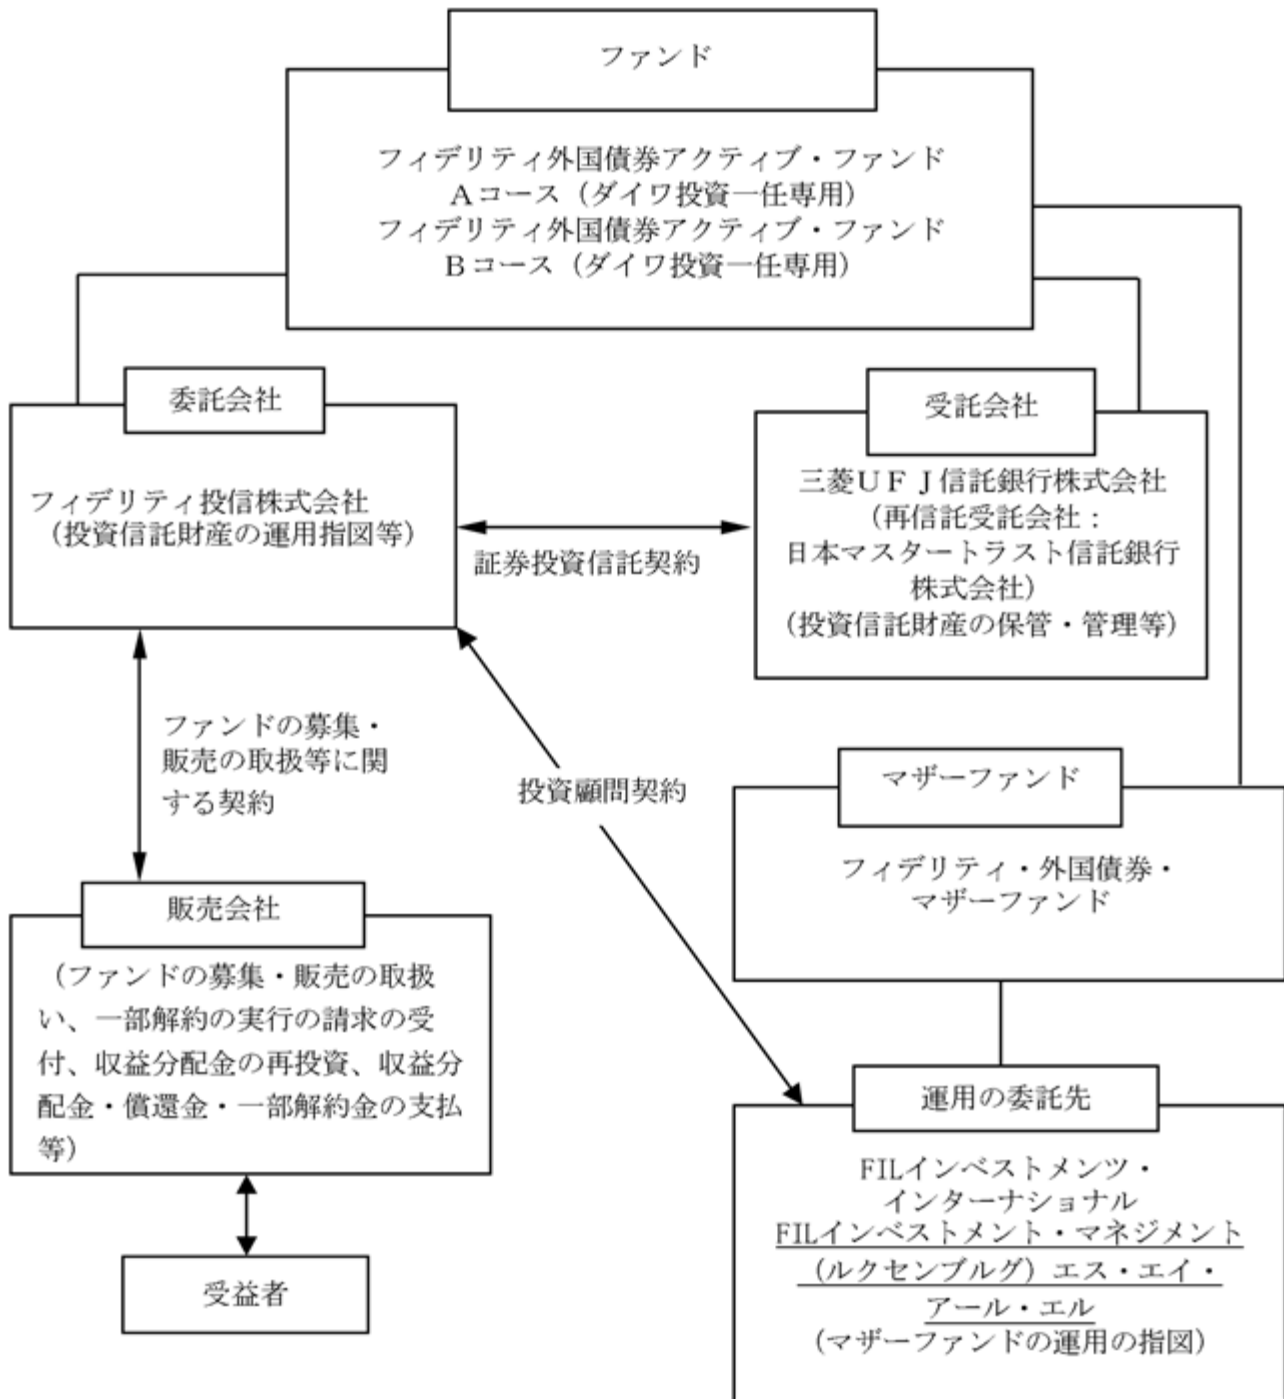 ファンド
フィデリティ外国債券アクティブ・ファンド
Ａコース（ダイワ投資一任専用）
フィデリティ外国債券アクティブ・ファンド
Ｂコース（ダイワ投資一任専用）
委託会社
フィデリティ投信株式会社
（投資信託財産の運用指図等）
証券投資信託契約
受託会社
三菱ＵＦＪ信託銀行株式会社
（再信託受託会社：
日本マスタートラスト信託銀行
株式会社）
（投資信託財産の保管・管理等）
ファンドの募集・
販売の取扱等に関
する契約
投資顧問契約
マザーファンド
フィデリティ・外国債券・
マザーファンド
販売会社
（ファンドの募集・販売の取扱
い、一部解約の実行の請求の受
付、収益分配金の再投資、収益分
配金・償還金・一部解約金の支払
等）
受益者
運用の委託先
FILインベストメンツ・
インターナショナル
FILインベストメント・マネジメント
（ルクセンブルグ）エス・エイ・
アール・エル
（マザーファンドの運用の指図）